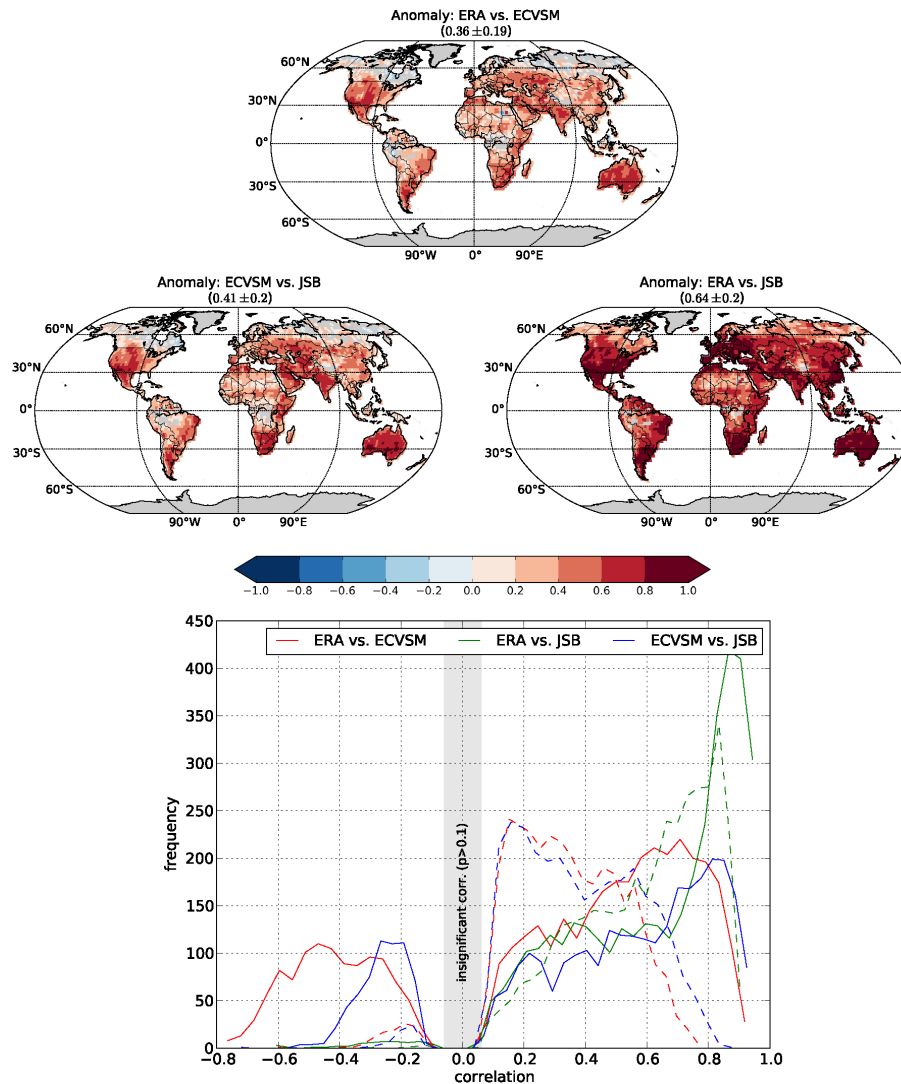 Anomaly: ERA vs. ECVSM
(0.36±0.19)
60°N
30°N
0°
30°S
60°S
90°W 0° 90°E
Anomaly: ECVSM vs. JSB
(0.41±0.2)
60°N
30°N
0°
30°S
60°S
90°W 0° 90°E
Anomaly: ERA vs. JSB
(0.64±0.2)
60°N
30°N
0°
30°S
60°S
90°W 0° 90°E
−1.0 −0.8 −0.6 −0.4 −0.2 0.0 0.2 0.4 0.6 0.8 1.0
ERA vs. ECVSM ERA vs. JSB ECVSM vs. JSB
450
400
350
300
250
200
150
100
50
0
frequency
insignificant corr. (p>0.1)
−0.8 −0.6 −0.4 −0.2 0.0 0.2 0.4 0.6 0.8 1.0
correlation